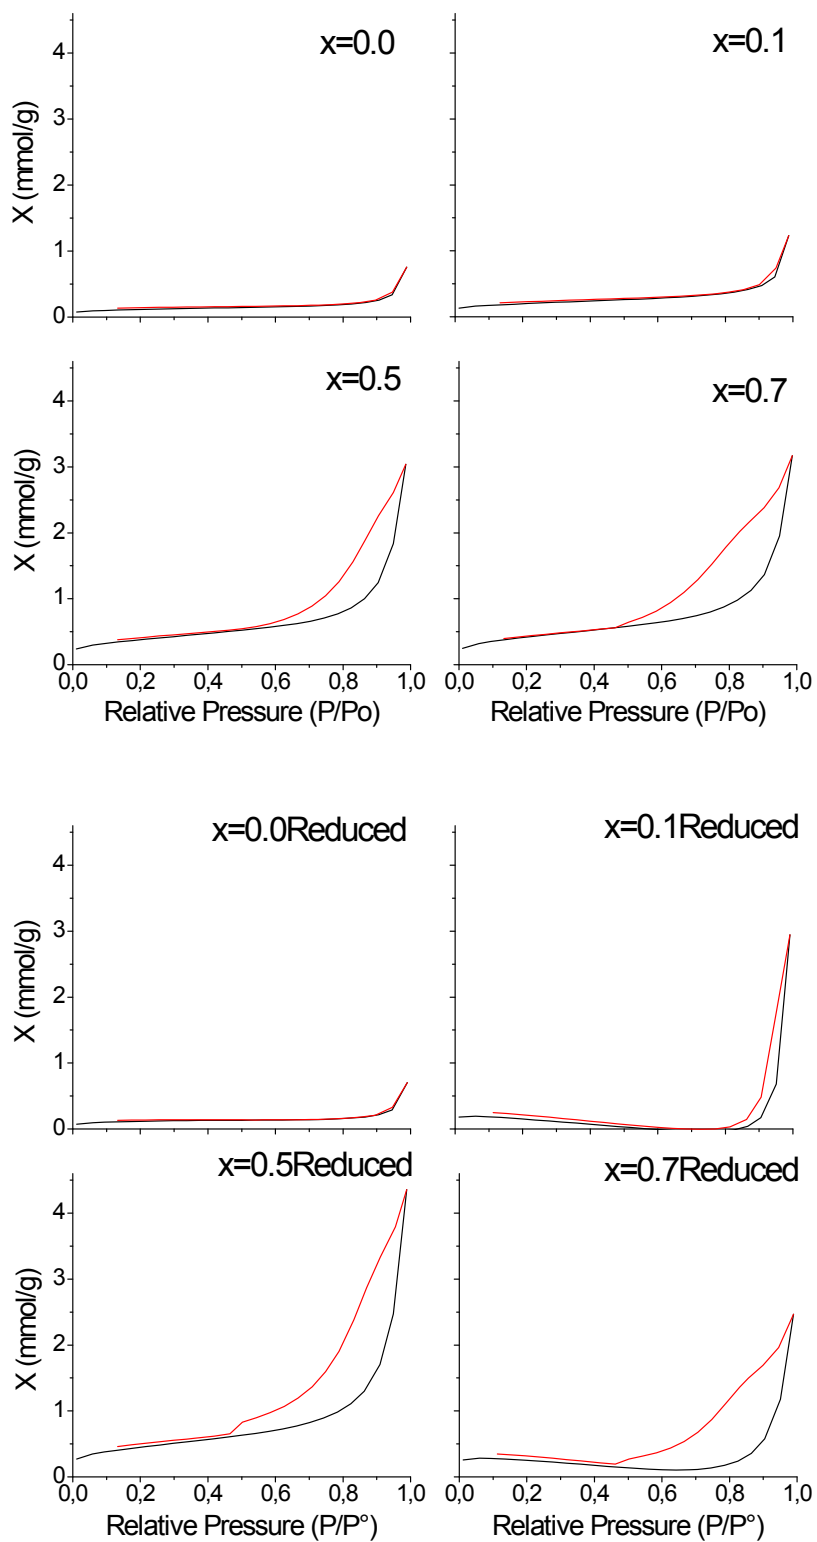 x=0.0
x=0.1
X (mmol/g)
4
3
2
1
0
x=0.5
x=0.7
X (mmol/g)
4
3
2
1
0
0,0 0,2 0,4 0,6 0,8 1,0
0,0 0,2 0,4 0,6 0,8 1,0
Relative Pressure (P/Po)
Relative Pressure (P/Po)
x=0.0Reduced
x=0.1Reduced
X (mmol/g)
4
3
2
1
0
x=0.5Reduced
x=0.7Reduced
X (mmol/g)
4
3
2
1
0
0,0 0,2 0,4 0,6 0,8 1,0
0,0 0,2 0,4 0,6 0,8 1,0
Relative Pressure (P/P°)
Relative Pressure (P/P°)